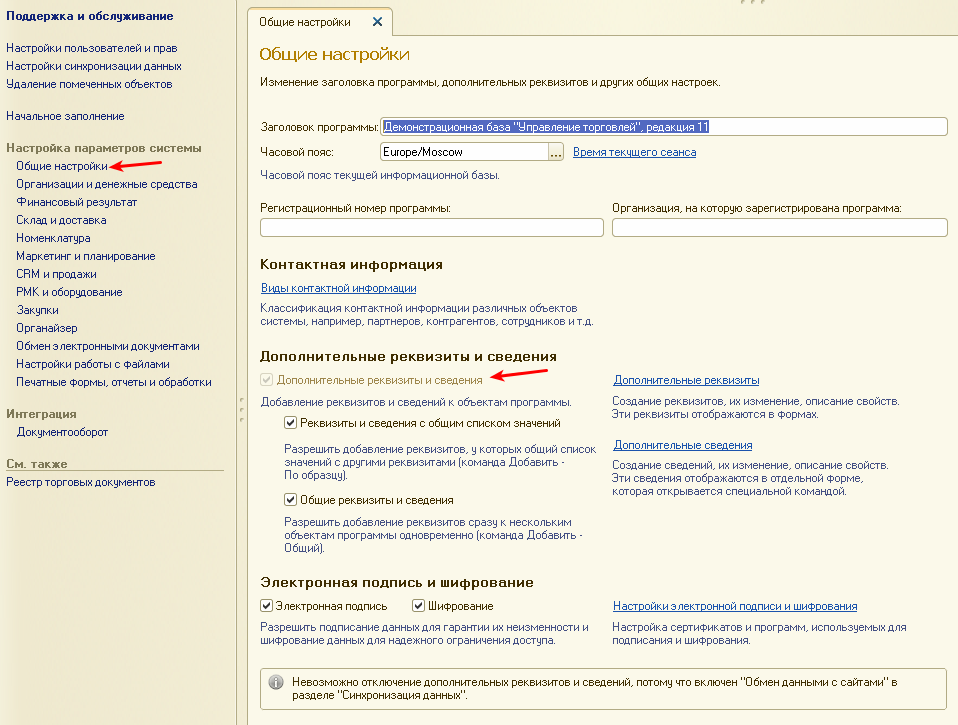 Поддержка и обслуживание
Настройки пользователей и прав
Настройки синхронизации данных
Удаление помеченных объектов
Начальное заполнение
Настройка параметров системы
Общие настройки
Организации и денежные средства
Финансовый результат
Склад и доставка
Номенклатура
Маркетинг и планирование
CRM и продажи
РМК и оборудование
Закупки
Органайзер
Обмен электронными документами
Настройки работы с файлами
Печатные формы, отчеты и обработки
Интеграция
Документооборот
См. также
Реестр торговых документов
Общие настройки
Общие настройки
Изменение заголовка программы, дополнительных реквизитов и других общих настроек.
Заголовок программы: Демонстрационная база "Управление торговлей", редакция 11
Часовой пояс: Europe/Moscow ... Время текущего сеанса
Часовой пояс текущей информационной базы.
Регистрационный номер программы: Организация, на которую зарегистрирована программа:
Контактная информация
Виды контактной информации
Классификация контактной информации различных объектов
системы, например, партнеров, контрагентов, сотрудников и т.д.
Дополнительные реквизиты и сведения
Дополнительные реквизиты и сведения
Добавление реквизитов и сведений к объектам программы.
Реквизиты и сведения с общим списком значений
Разрешить добавление реквизитов, у которых общий список
значений с другими реквизитами (команда Добавить -
По образцу).
Общие реквизиты и сведения
Разрешить добавление реквизитов сразу к нескольким
объектам программы одновременно (команда Добавить -
Общий).
Дополнительные реквизиты
Создание реквизитов, их изменение, описание свойств.
Эти реквизиты отображаются в формах.
Дополнительные сведения
Создание сведений, их изменение, описание свойств.
Эти сведения отображаются в отдельной форме,
которая открывается специальной командой.
Электронная подпись и шифрование
Электронная подпись Шифрование
Разрешить подписание данных для гарантии их неизменности и
шифрование данных для надежного ограничения доступа.
Настройки электронной подписи и шифрования
Настройка сертификатов и программ, используемых для
подписания и шифрования.
Невозможно отключение дополнительных реквизитов и сведений, потому что включен "Обмен данными с сайтами" в
разделе "Синхронизация данных".